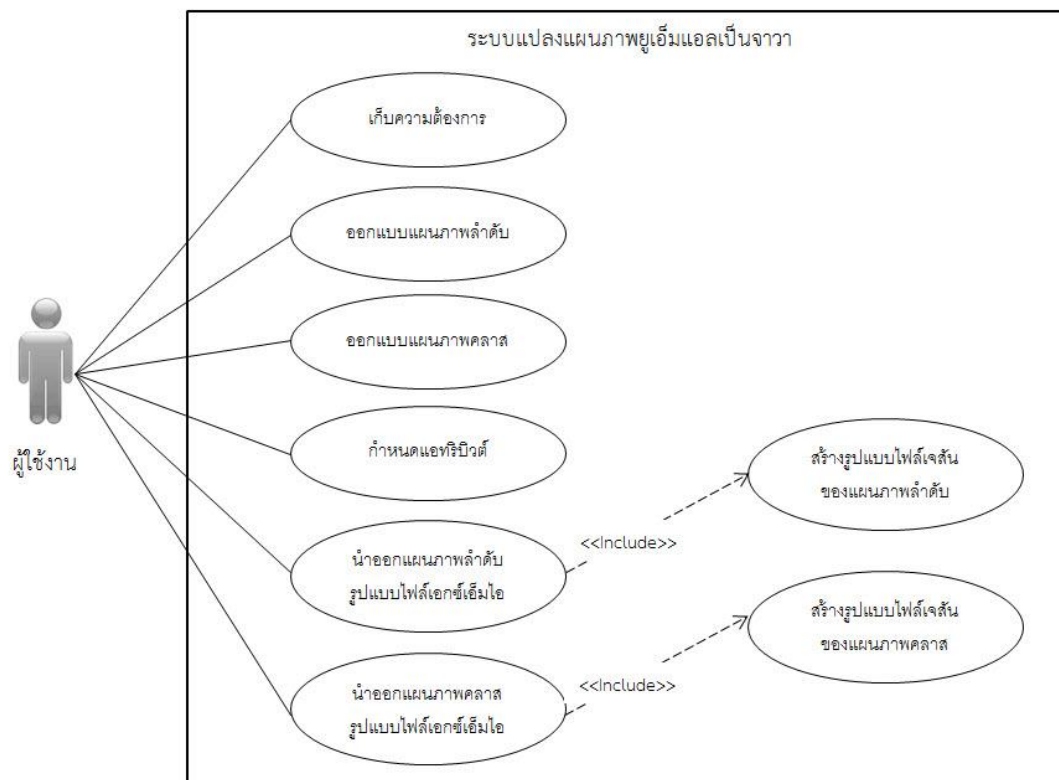 ระบบแปลงแผนภาพยูเอ็มแอลเป็นจาวา
เก็บความต้องการ
ออกแบบแผนภาพลำดับ
ออกแบบแผนภาพคลาส
กำหนดแอทริบิวต์
ผู้ใช้งาน
สร้างรูปแบบไฟล์เจสัน
ของแผนภาพลำดับ
<<Include>>
นำออกแผนภาพลำดับ
รูปแบบไฟล์เอกซ์เอ็มไอ
สร้างรูปแบบไฟล์เจสัน
ของแผนภาพคลาส
<<Include>>
นำออกแผนภาพคลาส
รูปแบบไฟล์เอกซ์เอ็มไอ